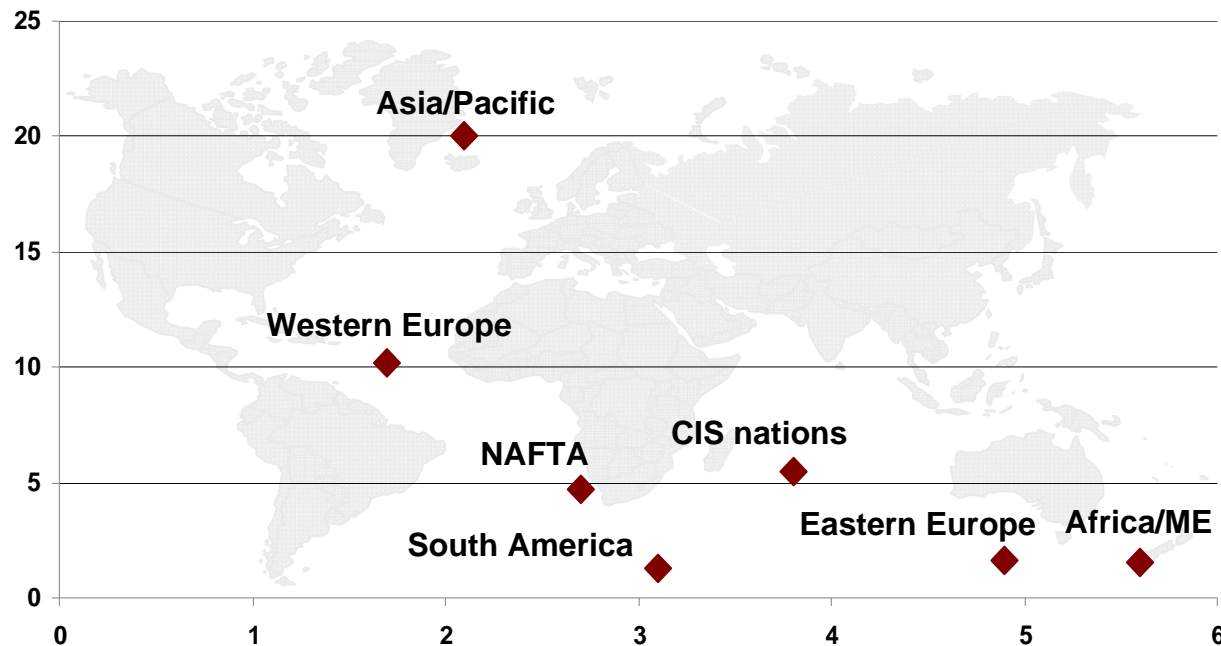 25
Asia/Pacific
20
15
Western Europe
10
CIS nations
NAFTA
5
Eastern Europe
Africa/ME
South America
0
0 1 2 3 4 5 6